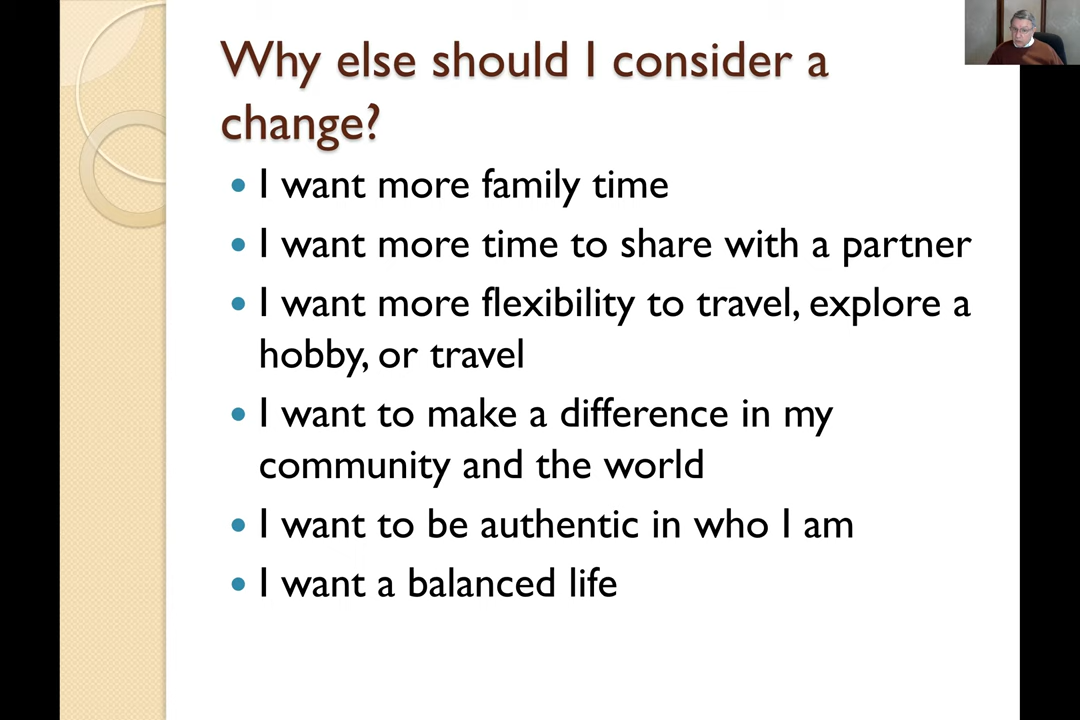 Why else should I consider a
change?
• I want more family time
• I want more time to share with a partner
• I want more flexibility to travel, explore a
hobby, or travel
• I want to make a difference in my
community and the world
• I want to be authentic in who I am
• I want a balanced life